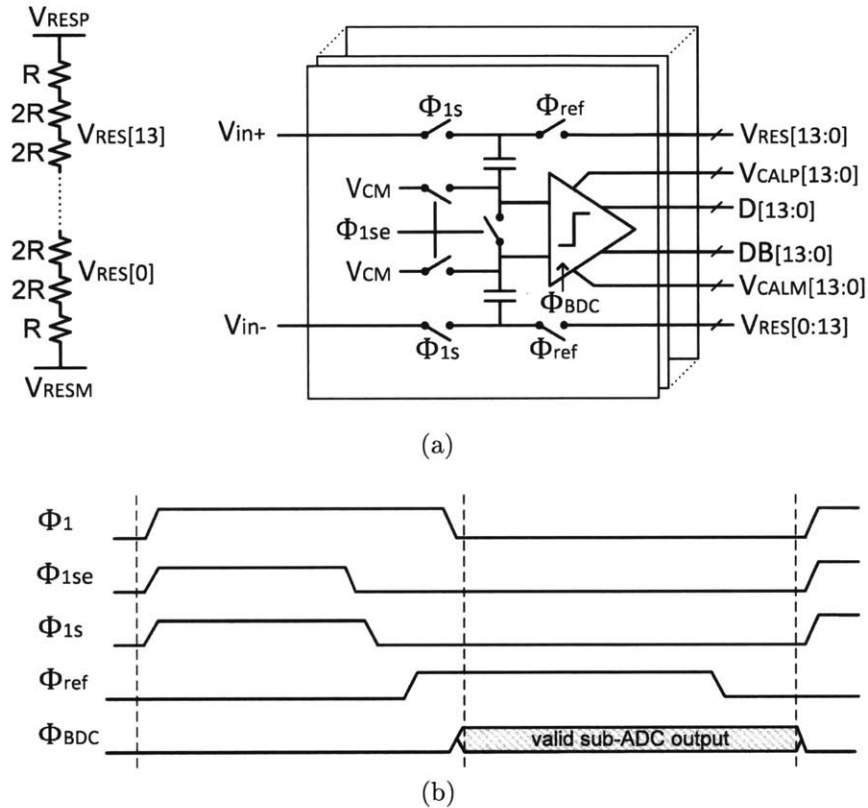 VRESP
R
2R
2R
VRES[13]
2R
2R
VRES[0]
R
VRESM
Vin+
Φ1s
Φref
VRES[13:0]
VCM
VCALP[13:0]
D[13:0]
Φ1se
DB[13:0]
VCM
ΦBDC
VCALM[13:0]
Vin-
Φ1s
Φref
VRES[0:13]
(a)
Φ1
Φ1se
Φ1s
Φref
ΦBDC
valid sub-ADC output
(b)